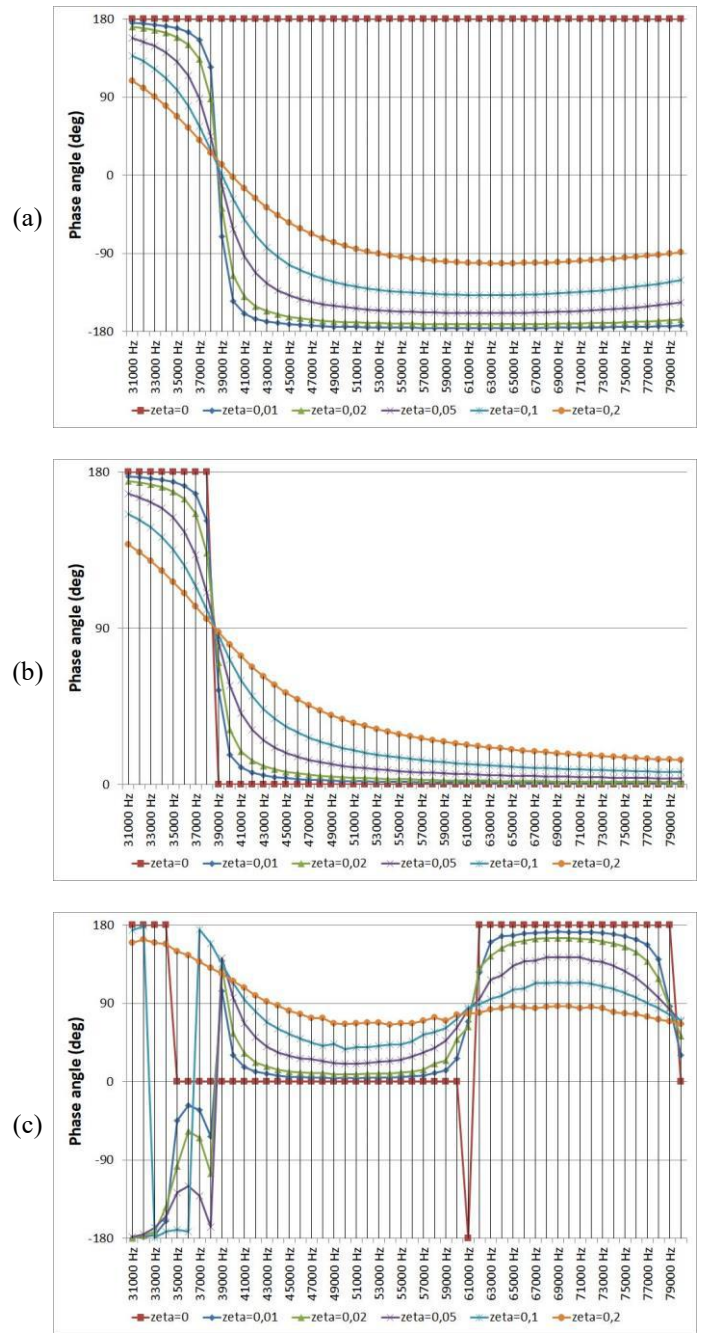 (a)
Phase angle (deg)
180
90
0
-90
-180
31000 Hz
33000 Hz
35000 Hz
37000 Hz
39000 Hz
41000 Hz
43000 Hz
45000 Hz
47000 Hz
49000 Hz
51000 Hz
53000 Hz
55000 Hz
57000 Hz
59000 Hz
61000 Hz
63000 Hz
65000 Hz
67000 Hz
69000 Hz
71000 Hz
73000 Hz
75000 Hz
77000 Hz
79000 Hz
zeta=0 zeta=0,01 zeta=0,02 zeta=0,05 zeta=0,1 zeta=0,2
(b)
Phase angle (deg)
180
90
0
31000 Hz
33000 Hz
35000 Hz
37000 Hz
39000 Hz
41000 Hz
43000 Hz
45000 Hz
47000 Hz
49000 Hz
51000 Hz
53000 Hz
55000 Hz
57000 Hz
59000 Hz
61000 Hz
63000 Hz
65000 Hz
67000 Hz
69000 Hz
71000 Hz
73000 Hz
75000 Hz
77000 Hz
79000 Hz
zeta=0 zeta=0,01 zeta=0,02 zeta=0,05 zeta=0,1 zeta=0,2
(c)
Phase angle (deg)
180
90
0
-90
-180
31000 Hz
33000 Hz
35000 Hz
37000 Hz
39000 Hz
41000 Hz
43000 Hz
45000 Hz
47000 Hz
49000 Hz
51000 Hz
53000 Hz
55000 Hz
57000 Hz
59000 Hz
61000 Hz
63000 Hz
65000 Hz
67000 Hz
69000 Hz
71000 Hz
73000 Hz
75000 Hz
77000 Hz
79000 Hz
zeta=0 zeta=0,01 zeta=0,02 zeta=0,05 zeta=0,1 zeta=0,2